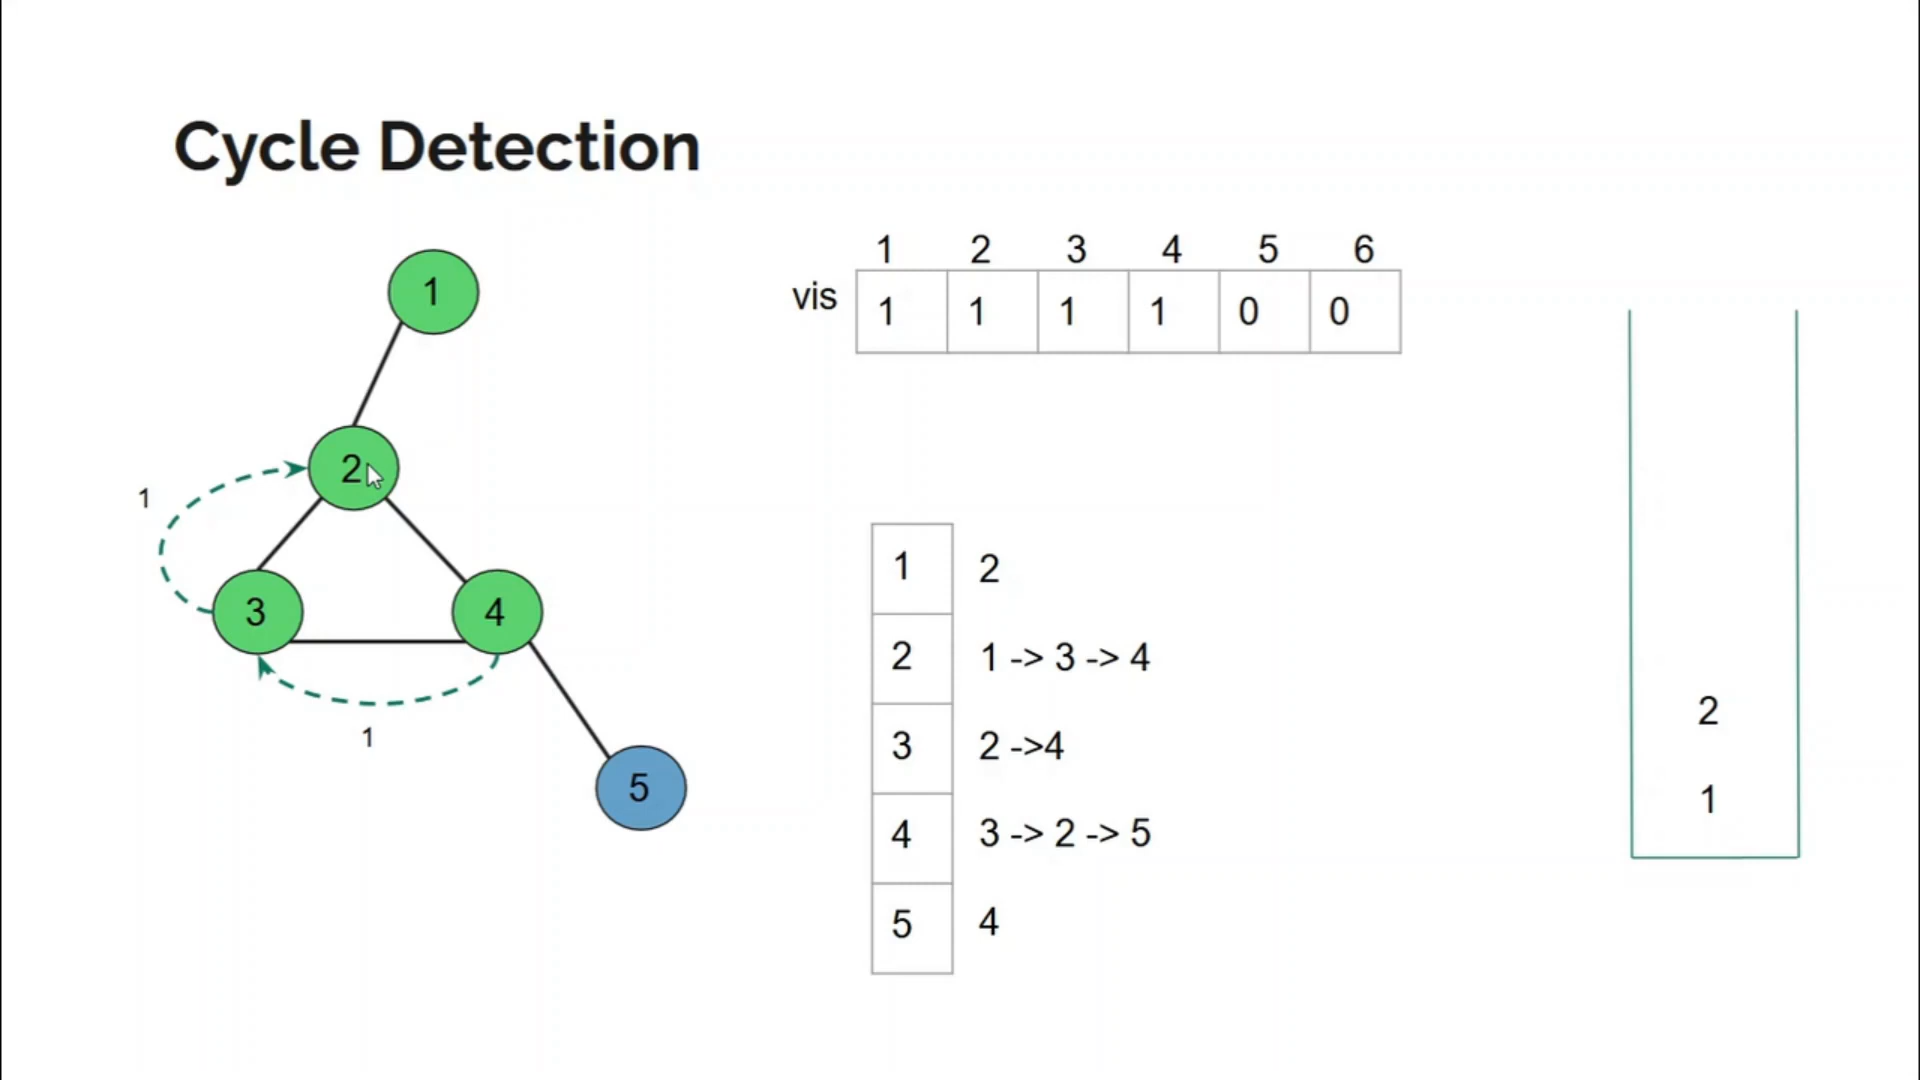 Cycle Detection
1
2
3
4
5
1
1
1 2 3 4 5 6
vis
1 1 1 1 0 0
1 2
2 1 -> 3 -> 4
3 2 ->4
4 3 -> 2 -> 5
5 4
2
1